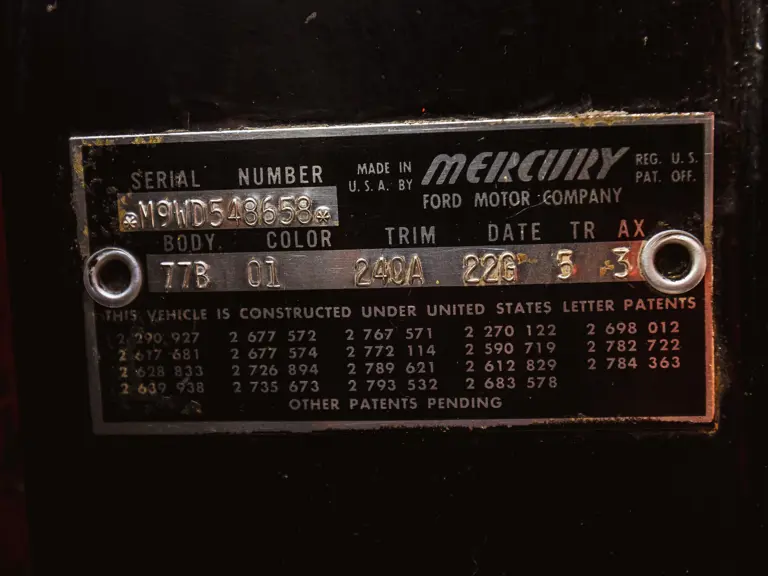 SERIAL NUMBER MADE IN U.S.A. BY MERCURY REG. U.S. PAT. OFF.
*M9WD548658* FORD MOTOR COMPANY
BODY COLOR TRIM DATE TR AX
77B 01 240A 22G 5 3
THIS VEHICLE IS CONSTRUCTED UNDER UNITED STATES LETTER PATENTS
2 290 927 2 677 572 2 767 571 2 270 122 2 698 012
2 617 681 2 677 574 2 772 114 2 590 719 2 782 722
2 628 833 2 726 894 2 789 621 2 612 829 2 784 363
2 639 938 2 735 673 2 793 532 2 683 578
OTHER PATENTS PENDING